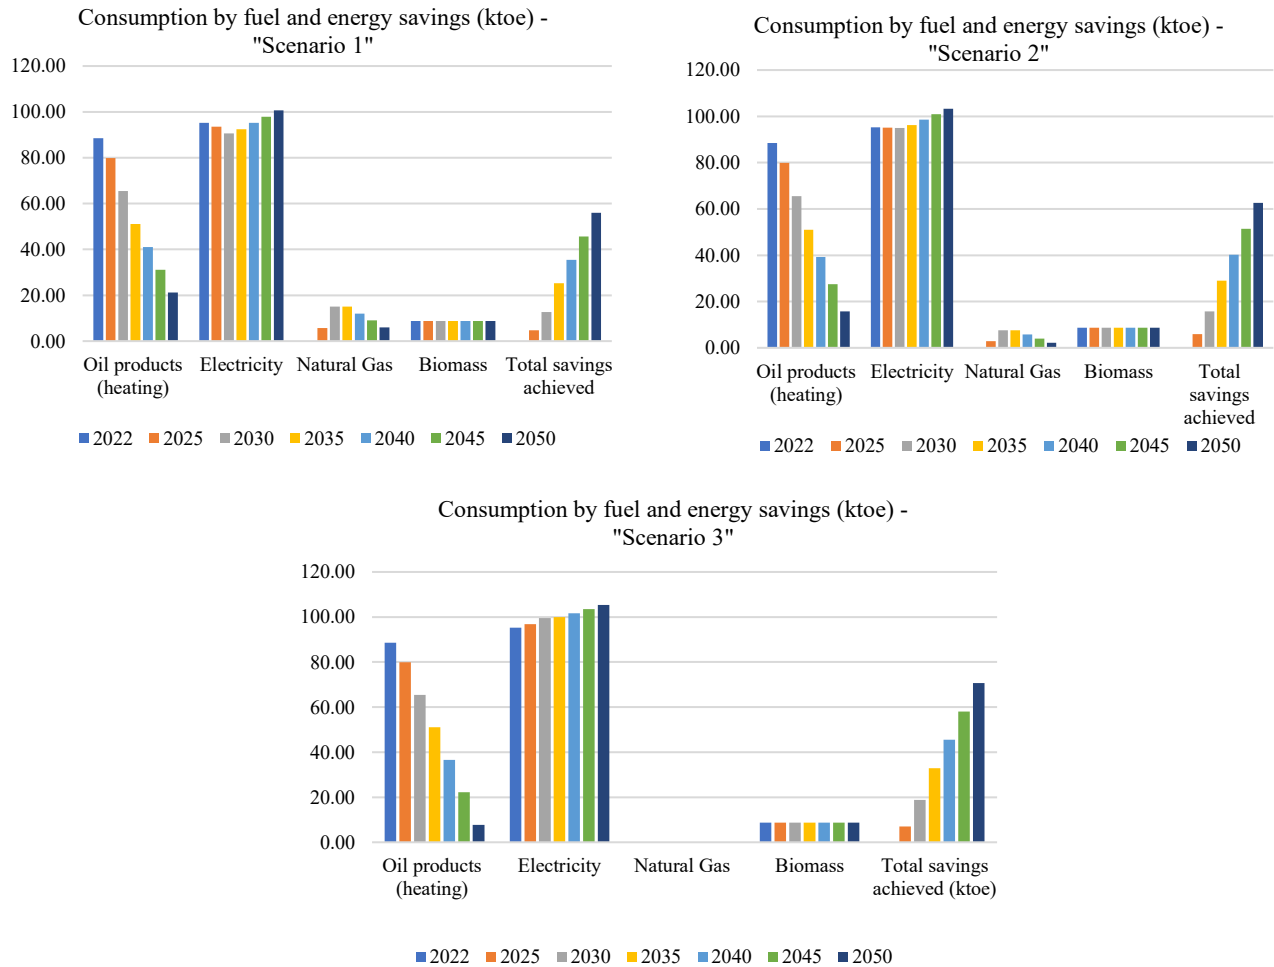 Consumption by fuel and energy savings (ktoe) -
"Scenario 1"
120.00
100.00
80.00
60.00
40.00
20.00
0.00
Oil products
(heating)
Electricity
Natural Gas
Biomass
Total savings
achieved
2022 2025 2030 2035 2040 2045 2050
Consumption by fuel and energy savings (ktoe) -
"Scenario 2"
120.00
100.00
80.00
60.00
40.00
20.00
0.00
Oil products
(heating)
Electricity
Natural Gas
Biomass
Total
savings
achieved
2022 2025 2030 2035 2040 2045 2050
Consumption by fuel and energy savings (ktoe) -
"Scenario 3"
120.00
100.00
80.00
60.00
40.00
20.00
0.00
Oil products
(heating)
Electricity
Natural Gas
Biomass
Total savings
achieved (ktoe)
2022 2025 2030 2035 2040 2045 2050